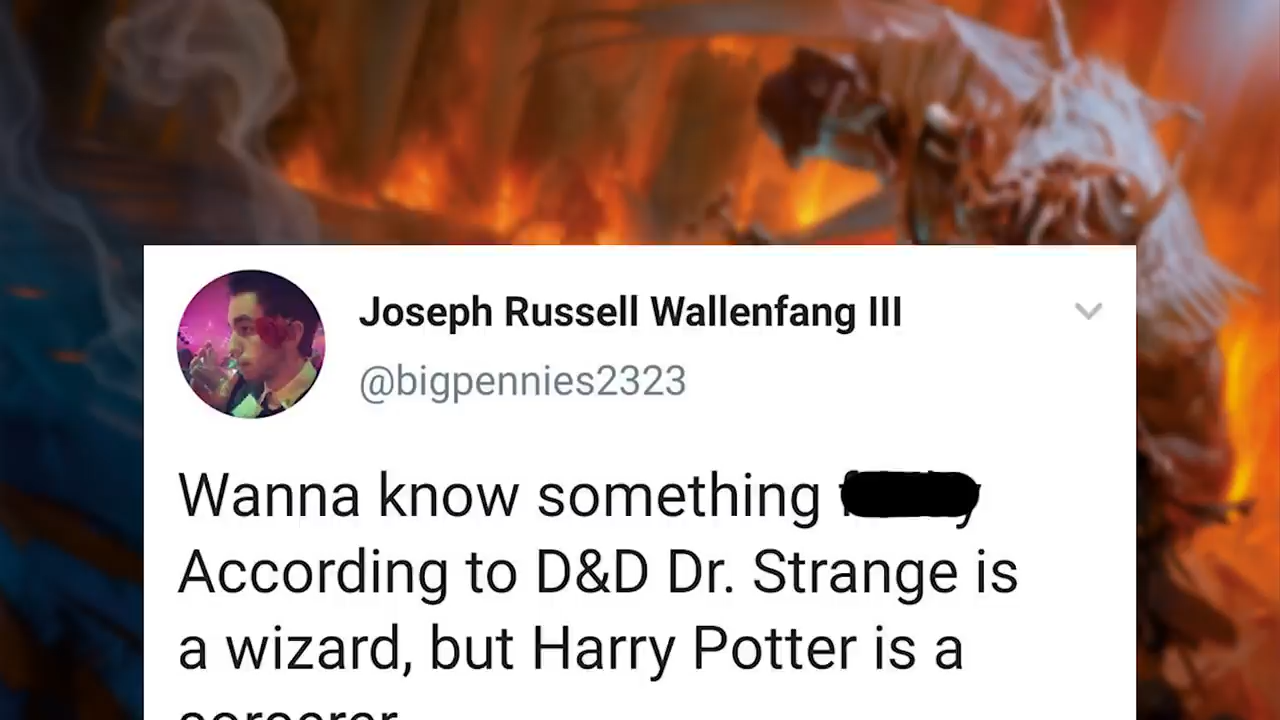 Joseph Russell Wallenfang III
@bigpennies2323
Wanna know something
According to D&D Dr. Strange is
a wizard, but Harry Potter is a
sorcerer